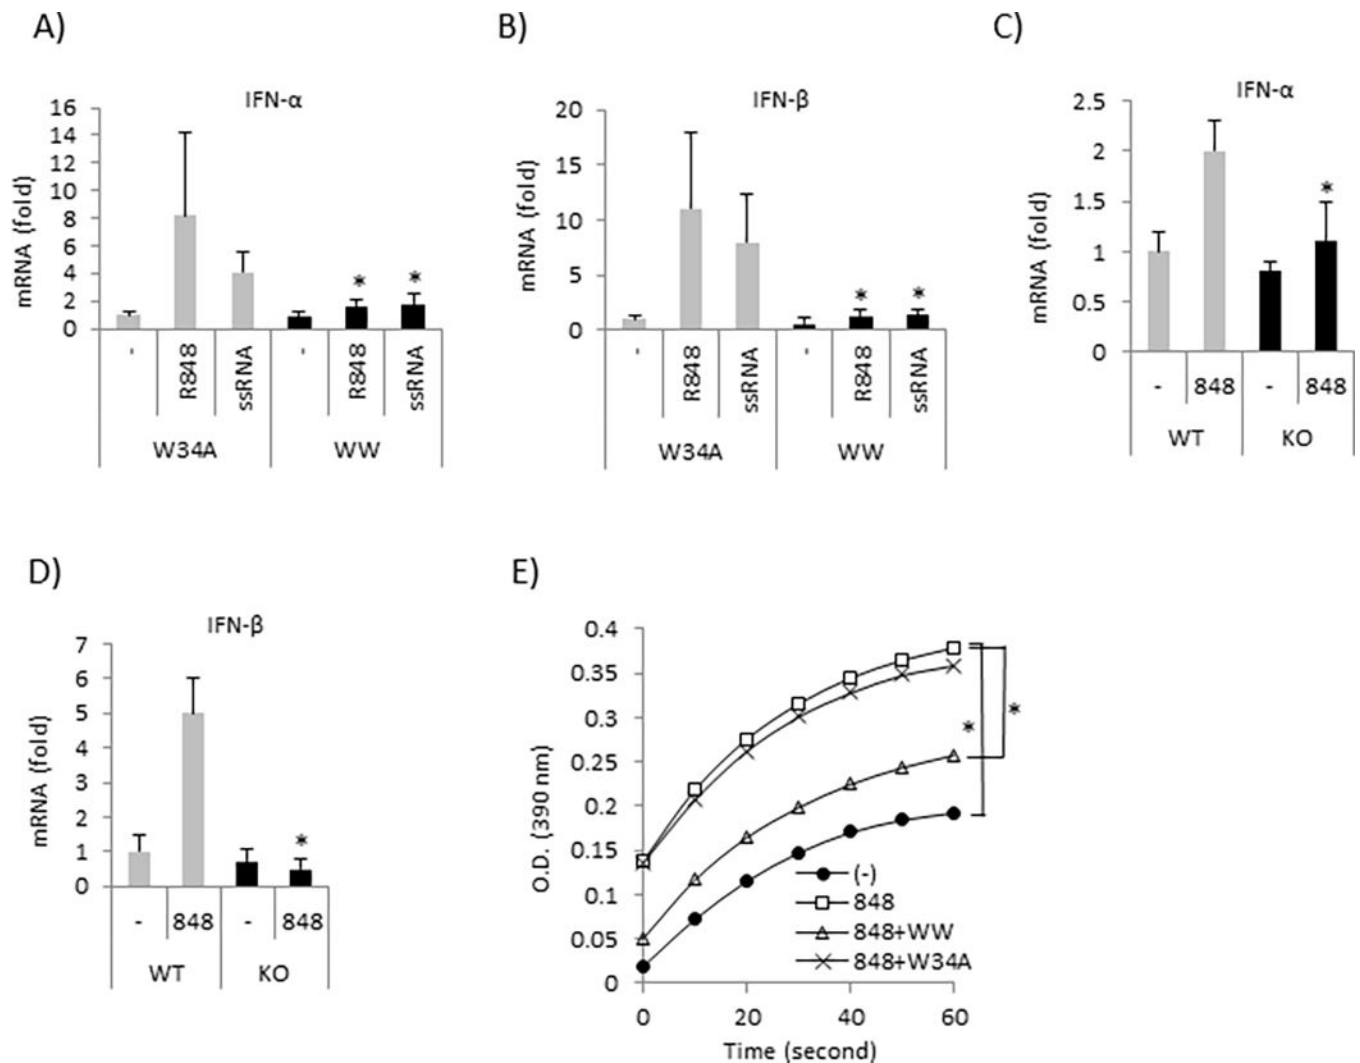 A)
IFN-α
mRNA (fold)
16
14
12
10
8
6
4
2
0
- R848 ssRNA - R848 ssRNA
W34A WW
B)
IFN-β
mRNA (fold)
20
15
10
5
0
- R848 ssRNA - R848 ssRNA
W34A WW
C)
IFN-α
mRNA (fold)
2.5
2
1.5
1
0.5
0
- 848 - 848
WT KO
D)
IFN-β
mRNA (fold)
7
6
5
4
3
2
1
0
- 848 - 848
WT KO
E)
O.D. (390 nm)
0.4
0.35
0.3
0.25
0.2
0.15
0.1
0.05
0
(-)
848
848+WW
848+W34A
0 20 40 60
Time (second)